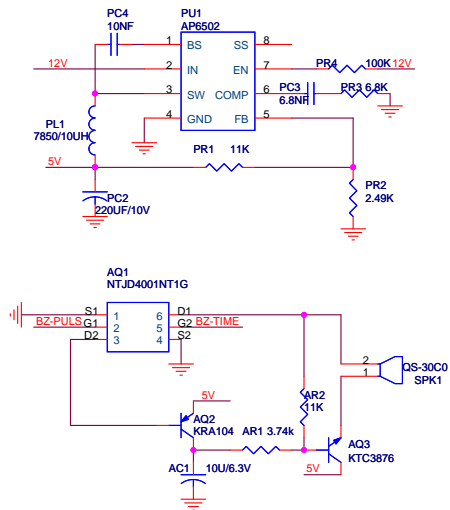 PC4 PU1
10NF AP6502
1 BS SS 8
12V 2 IN EN 7 PR4 100K 12V
PC3
3 SW COMP 6 PR3 6.8K
6.8NF
4 GND FB 5
PL1
7850/10UH
PR1 11K
5V
PR2
2.49K
PC2
220UF/10V
AQ1
NTJD4001NT1G
S1 1 6 D1
BZ-PULS G1 2 5 G2 BZ-TIME
D2 3 4 S2
2 QS-30C0
1 SPK1
5V
AR2
11K
AQ2
KRA104
AR1 3.74k
AQ3
KTC3876
AC1 10U/6.3V
5V